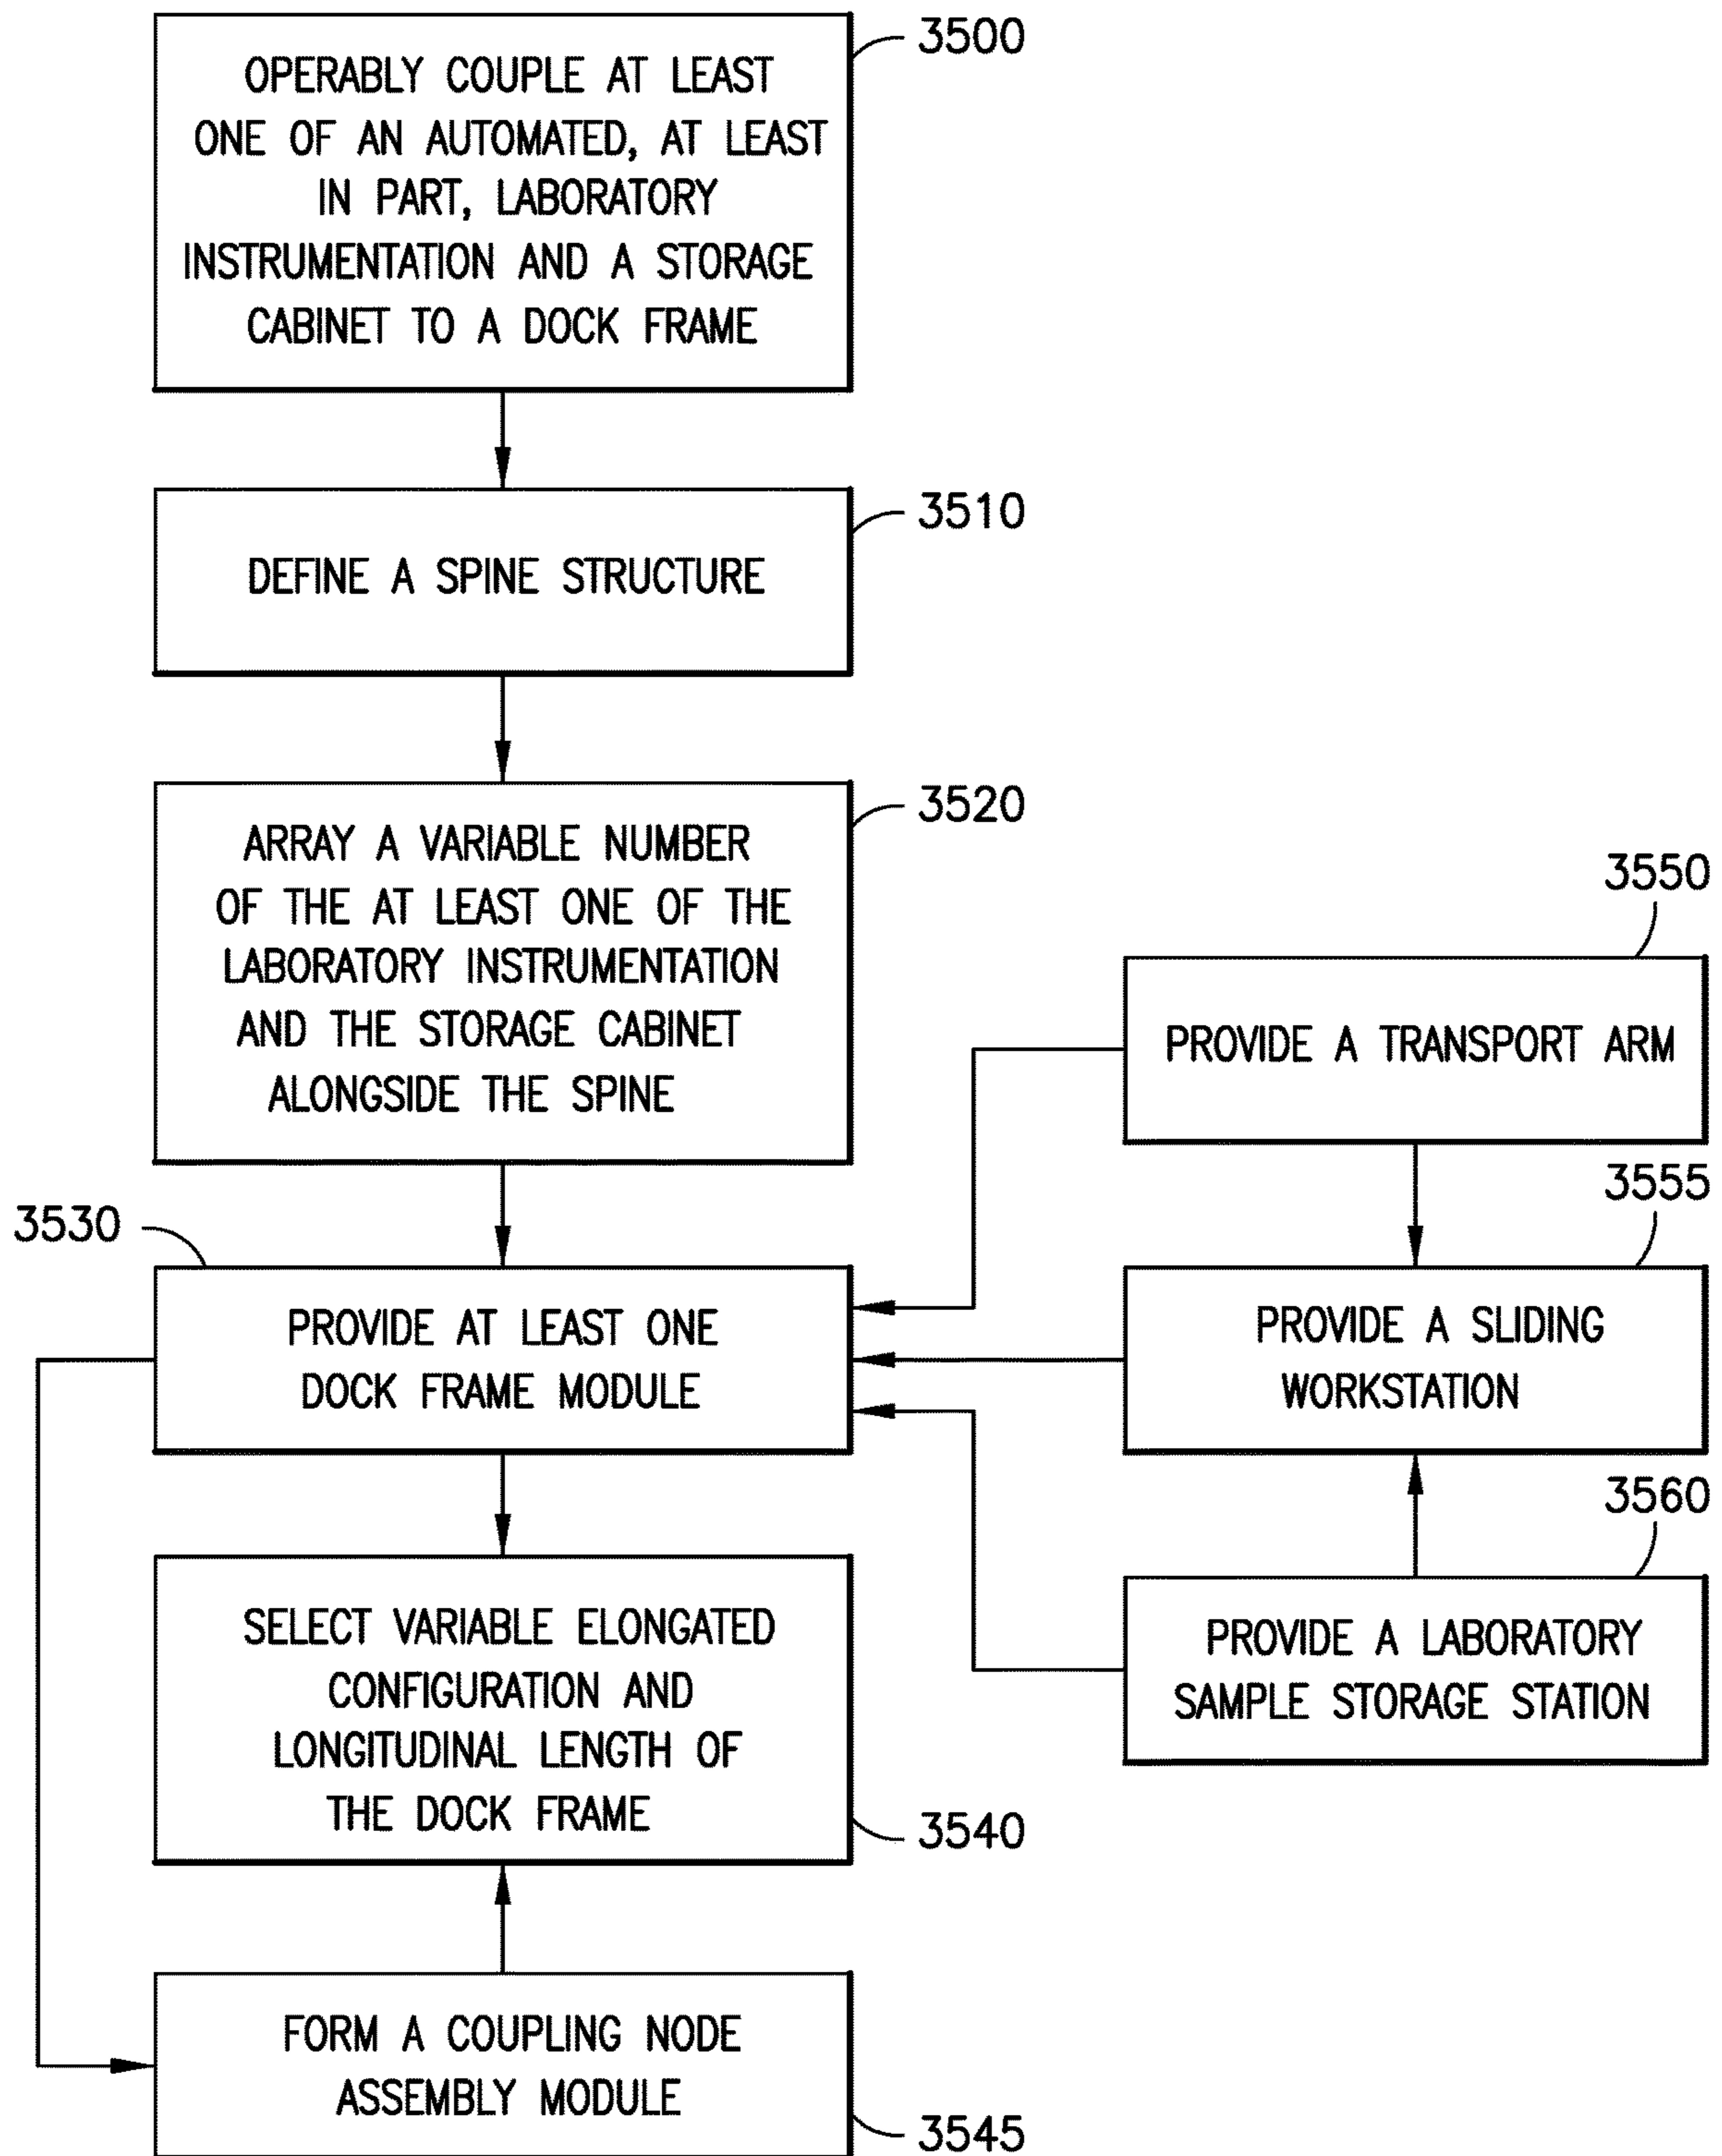 3500
OPERABLY COUPLE AT LEAST
ONE OF AN AUTOMATED, AT LEAST
IN PART, LABORATORY
INSTRUMENTATION AND A STORAGE
CABINET TO A DOCK FRAME
3510
DEFINE A SPINE STRUCTURE
3520
ARRAY A VARIABLE NUMBER
OF THE AT LEAST ONE OF THE
LABORATORY INSTRUMENTATION
AND THE STORAGE CABINET
ALONGSIDE THE SPINE
3530
PROVIDE AT LEAST ONE
DOCK FRAME MODULE
SELECT VARIABLE ELONGATED
CONFIGURATION AND
LONGITUDINAL LENGTH OF
THE DOCK FRAME
3540
FORM A COUPLING NODE
ASSEMBLY MODULE
3545
3550
PROVIDE A TRANSPORT ARM
3555
PROVIDE A SLIDING
WORKSTATION
3560
PROVIDE A LABORATORY
SAMPLE STORAGE STATION